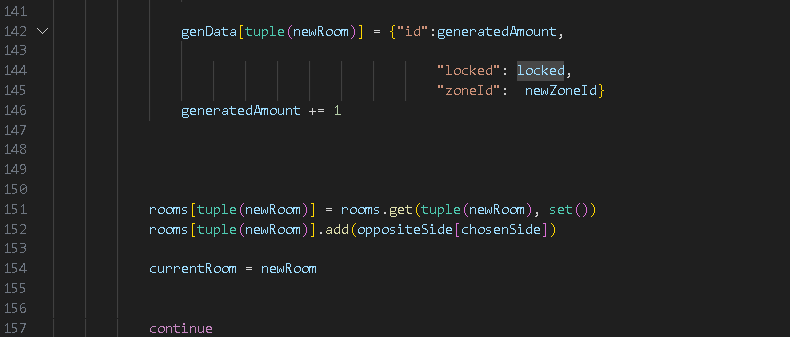 141
142 genData[tuple(newRoom)] = {"id":generatedAmount,
143
144 "locked": locked,
145 "zoneId":  newZoneId}
146 generatedAmount += 1
147
148
149
150
151 rooms[tuple(newRoom)] = rooms.get(tuple(newRoom), set())
152 rooms[tuple(newRoom)].add(oppositeSide[chosenSide])
153
154 currentRoom = newRoom
155
156
157 continue